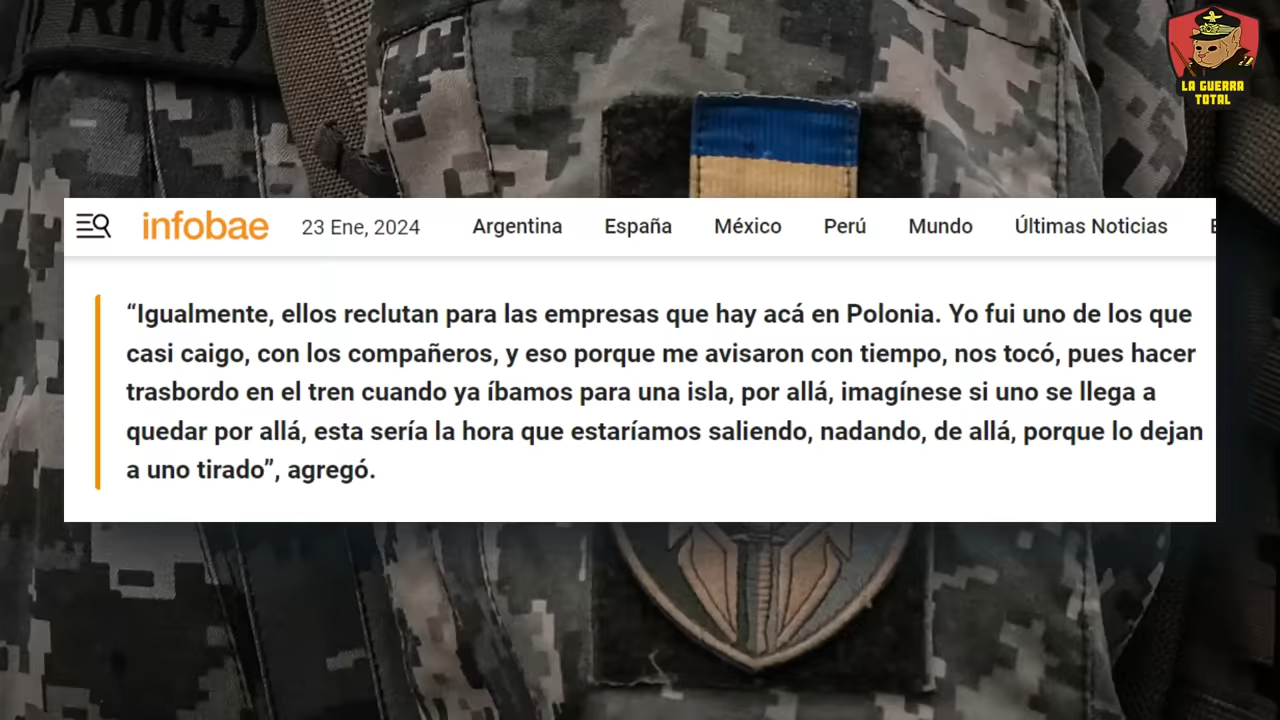 Rh(+)
LA GUERRA
TOTAL
infobae 23 Ene, 2024 Argentina España México Perú Mundo Últimas Noticias
“Igualmente, ellos reclutan para las empresas que hay acá en Polonia. Yo fui uno de los que
casi caigo, con los compañeros, y eso porque me avisaron con tiempo, nos tocó, pues hacer
trasbordo en el tren cuando ya íbamos para una isla, por allá, imagínese si uno se llega a
quedar por allá, esta sería la hora que estaríamos saliendo, nadando, de allá, porque lo dejan
a uno tirado”, agregó.